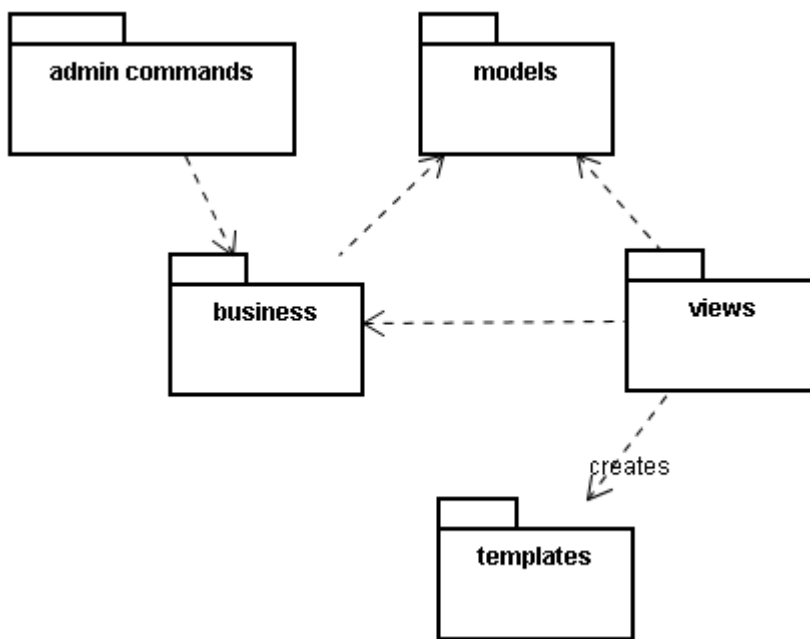 admin commands
models
business
views
creates
templates